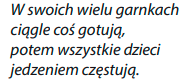 W swoich wielu garnkach
ciągle coś gotują,
potem wszystkie dzieci
jedzeniem częstują.